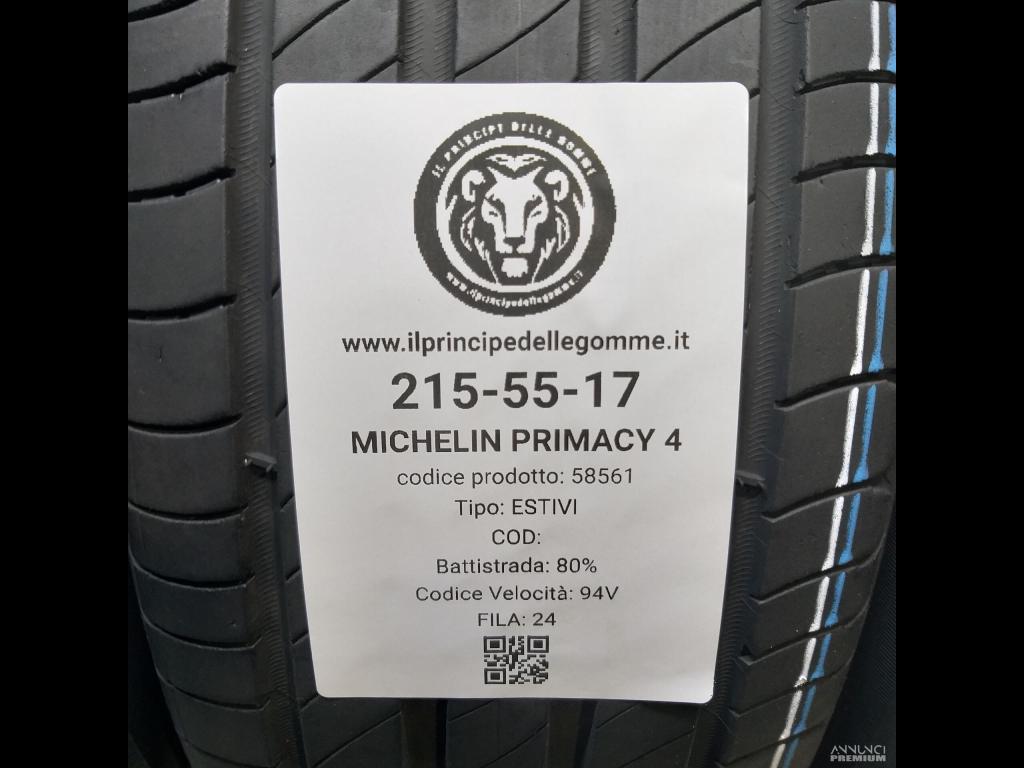 IL PRINCIPE DELLE GOMME
www.ilprincipedellegomme.it
www.ilprincipedellegomme.it
215-55-17
MICHELIN PRIMACY 4
codice prodotto: 58561
Tipo: ESTIVI
COD:
Battistrada: 80%
Codice Velocità: 94V
FILA: 24
ANNUNCI
PREMIUM